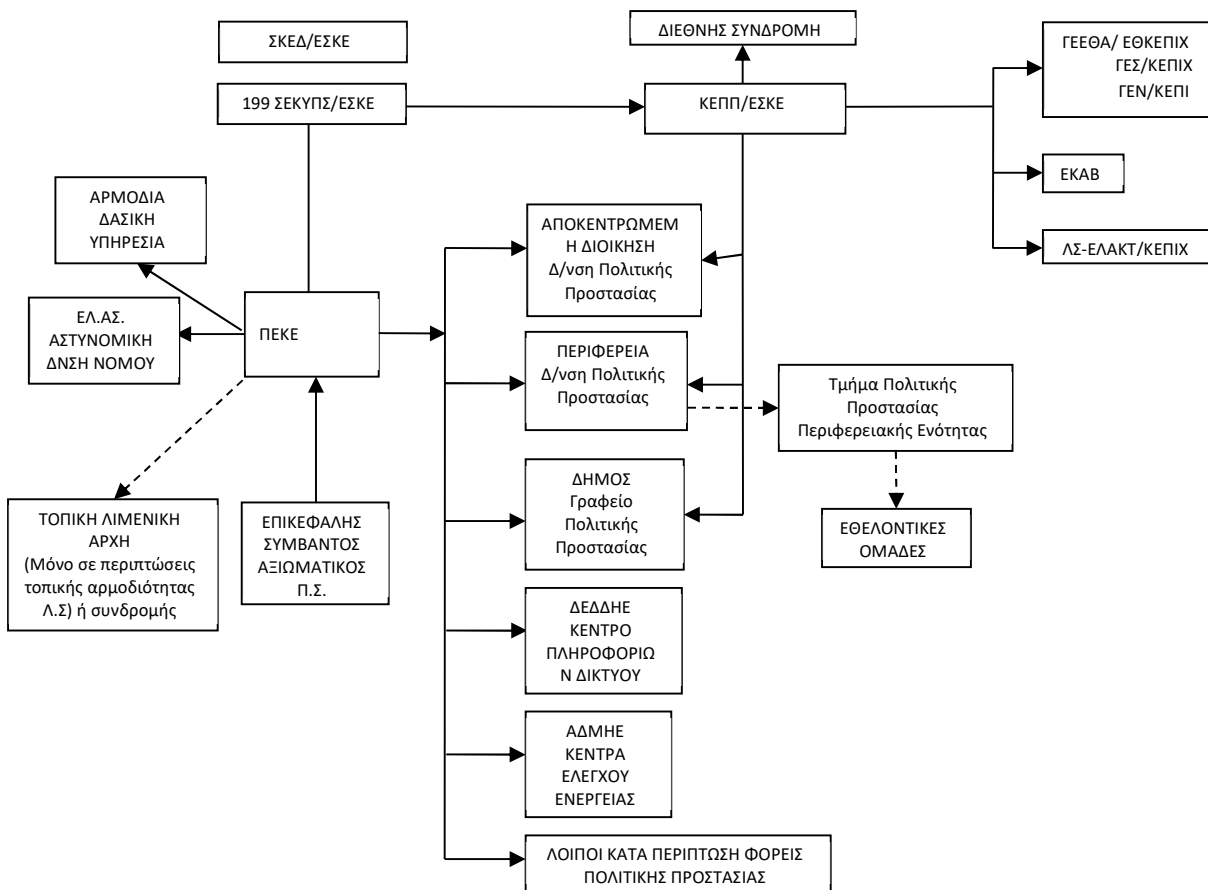 ΣΚΕΔ/ΕΣΚΕ
ΔΙΕΘΝΗΣ ΣΥΝΔΡΟΜΗ
ΓΕΕΘΑ/ ΕΘΚΕΠΙΧ
ΓΕΣ/ΚΕΠΙΧ
ΓΕΝ/ΚΕΠΙ
199 ΣΕΚΥΠΣ/ΕΣΚΕ
ΚΕΠΠ/ΕΣΚΕ
ΕΚΑΒ
ΛΣ-ΕΛΑΚΤ/ΚΕΠΙΧ
ΑΡΜΟΔΙΑ
ΔΑΣΙΚΗ
ΥΠΗΡΕΣΙΑ
ΑΠΟΚΕΝΤΡΩΜΕΜ
Η ΔΙΟΙΚΗΣΗ
Δ/νση Πολιτικής
Προστασίας
ΕΛ.ΑΣ.
ΑΣΤΥΝΟΜΙΚΗ
ΔΝΣΗ ΝΟΜΟΥ
ΠΕΚΕ
ΠΕΡΙΦΕΡΕΙΑ
Δ/νση Πολιτικής
Προστασίας
Τμήμα Πολιτικής
Προστασίας
Περιφερειακής Ενότητας
ΤΟΠΙΚΗ ΛΙΜΕΝΙΚΗ
ΑΡΧΗ
(Μόνο σε περιπτώσεις
τοπικής αρμοδιότητας
Λ.Σ) ή συνδρομής
ΕΠΙΚΕΦΑΛΗΣ
ΣΥΜΒΑΝΤΟΣ
ΑΞΙΩΜΑΤΙΚΟΣ
Π.Σ.
ΔΗΜΟΣ
Γραφείο
Πολιτικής
Προστασίας
ΕΘΕΛΟΝΤΙΚΕΣ
ΟΜΑΔΕΣ
ΔΕΔΔΗΕ
ΚΕΝΤΡΟ
ΠΛΗΡΟΦΟΡΙΩ
Ν ΔΙΚΤΥΟΥ
ΑΔΜΗΕ
ΚΕΝΤΡΑ
ΕΛΕΓΧΟΥ
ΕΝΕΡΓΕΙΑΣ
ΛΟΙΠΟΙ ΚΑΤΑ ΠΕΡΙΠΤΩΣΗ ΦΟΡΕΙΣ
ΠΟΛΙΤΙΚΗΣ ΠΡΟΣΤΑΣΙΑΣ